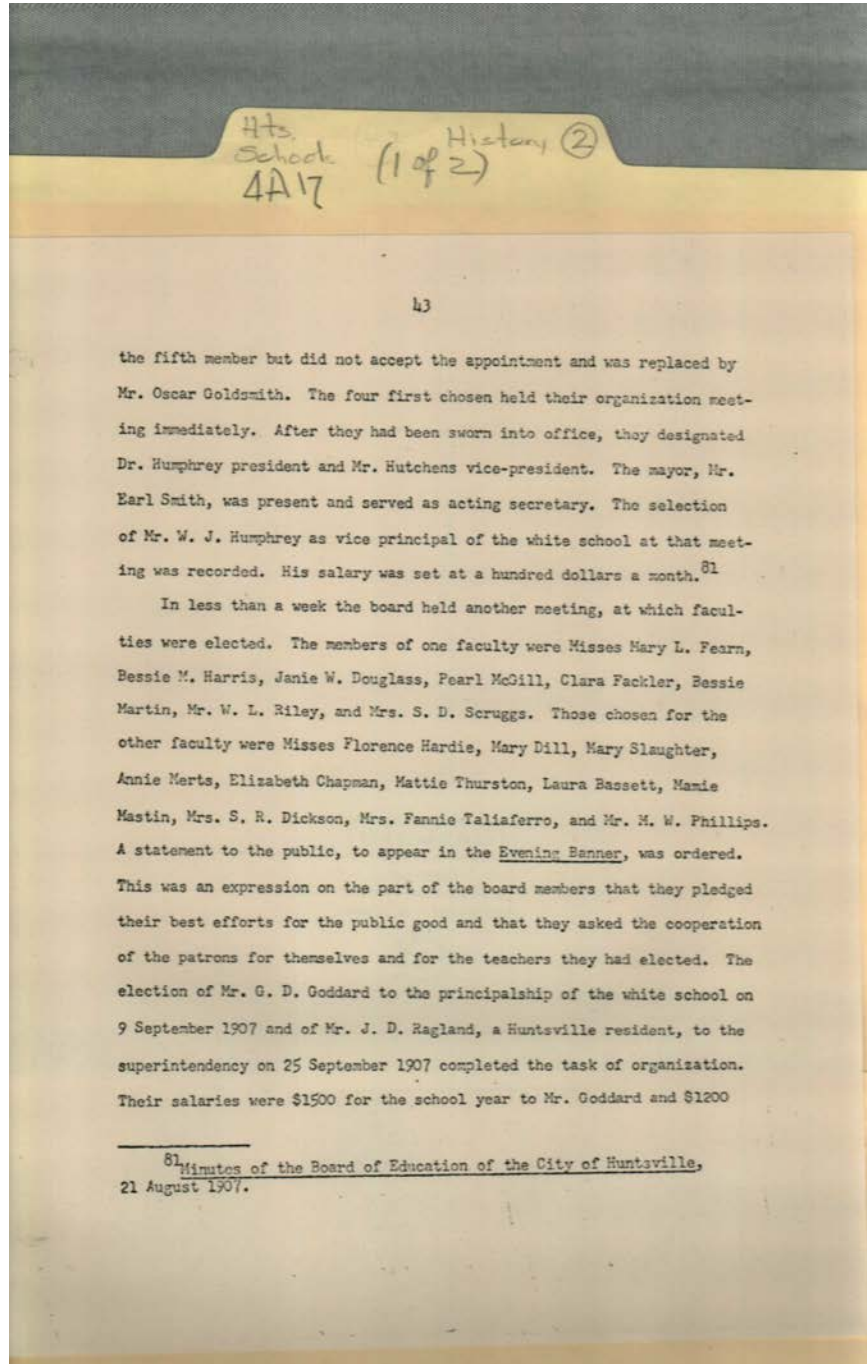 Hts. History ②
School (1 of 2)
4A17
43
the fifth member but did not accept the appointment and was replaced by
Mr. Oscar Goldsmith. The four first chosen held their organization meet-
ing immediately. After they had been sworn into office, they designated
Dr. Humphrey president and Mr. Hutchens vice-president. The mayor, Mr.
Earl Smith, was present and served as acting secretary. The selection
of Mr. W. J. Humphrey as vice principal of the white school at that meet-
ing was recorded. His salary was set at a hundred dollars a month.81
In less than a week the board held another meeting, at which facul-
ties were elected. The members of one faculty were Misses Mary L. Fearn,
Bessie M. Harris, Janie W. Douglass, Pearl McGill, Clara Fackler, Bessie
Martin, Mr. W. L. Riley, and Mrs. S. D. Scruggs. Those chosen for the
other faculty were Misses Florence Hardie, Mary Dill, Mary Slaughter,
Annie Merts, Elizabeth Chapman, Mattie Thurston, Laura Bassett, Mamie
Mastin, Mrs. S. R. Dickson, Mrs. Fannie Taliaferro, and Mr. M. W. Phillips.
A statement to the public, to appear in the Evening Banner, was ordered.
This was an expression on the part of the board members that they pledged
their best efforts for the public good and that they asked the cooperation
of the patrons for themselves and for the teachers they had elected. The
election of Mr. G. D. Goddard to the principalship of the white school on
9 September 1907 and of Mr. J. D. Ragland, a Huntsville resident, to the
superintendency on 25 September 1907 completed the task of organization.
Their salaries were $1500 for the school year to Mr. Goddard and $1200
81Minutes of the Board of Education of the City of Huntsville,
21 August 1907.